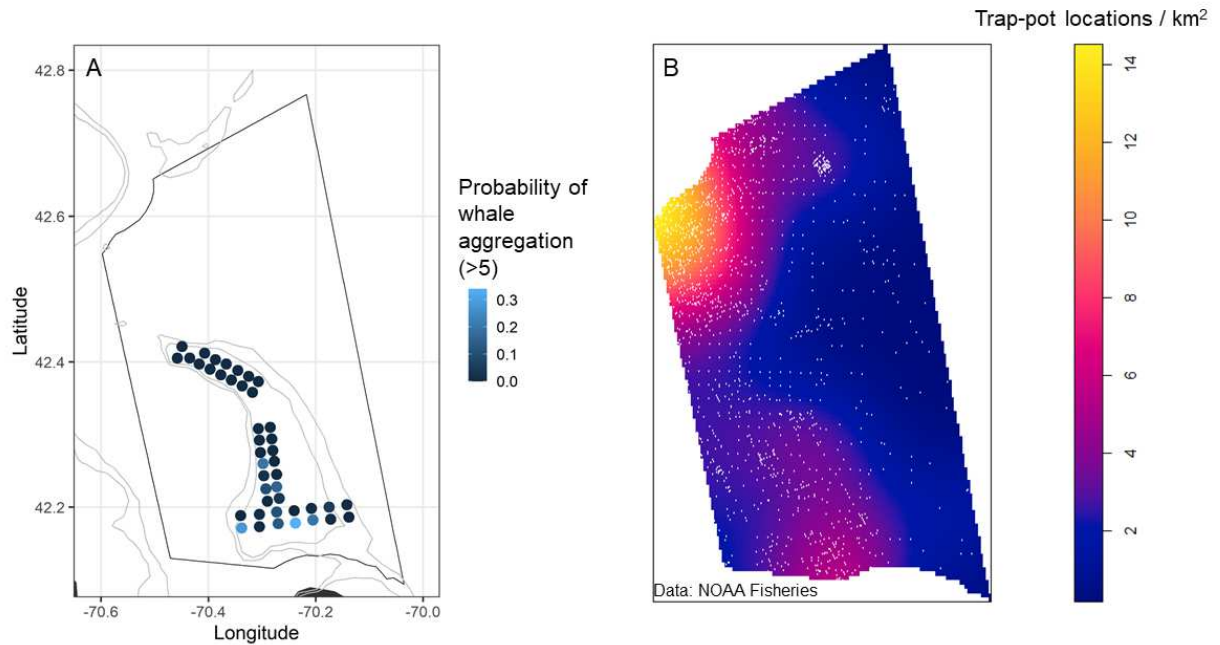 A
42.8
42.6
42.4
42.2
-70.6
-70.4
-70.2
-70.0
Latitude
Longitude
Probability of
whale
aggregation
(>5)
0.3
0.2
0.1
0.0
B
Data: NOAA Fisheries
Trap-pot locations / km²
14
12
10
8
6
4
2